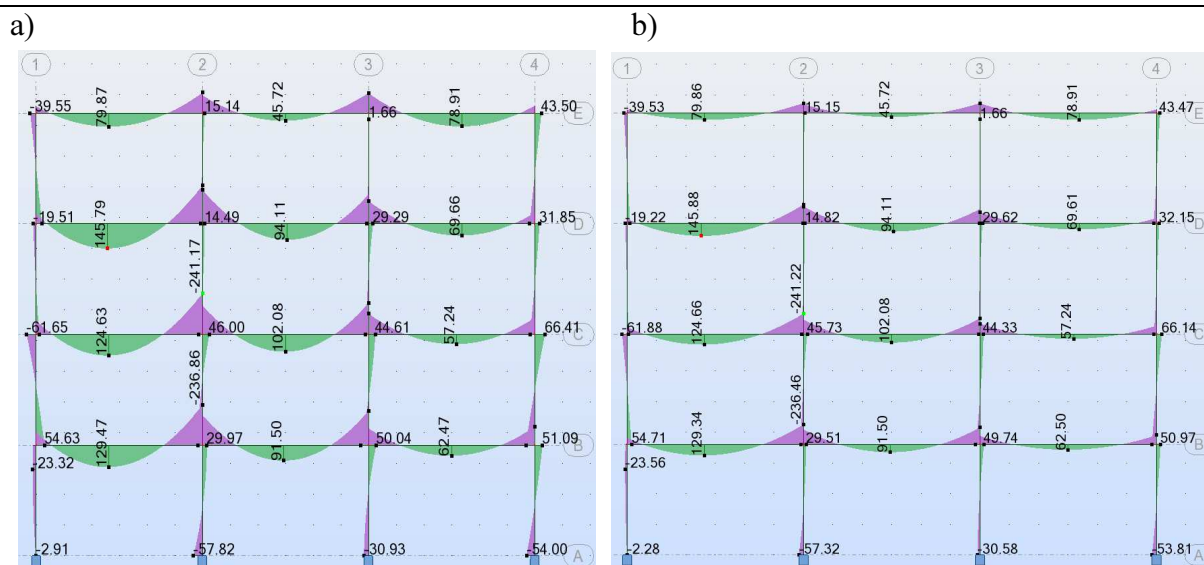 a)
b)
1 2 3 4
-39.55 79.87 15.14 45.72 1.66 78.91 43.50 E
-19.51 145.79 14.49 94.11 29.29 69.66 31.85 D
-241.17
-61.65 124.63 46.00 102.08 44.61 57.24 66.41 C
-236.86
54.63 129.47 29.97 91.50 50.04 62.47 51.09 B
-23.32
-2.91 -57.82 -30.93 -54.00 A
1 2 3 4
-39.53 79.86 15.15 45.72 1.66 78.91 43.47 E
-19.22 145.88 14.82 94.11 29.62 69.61 32.15 D
-241.22
-61.88 124.66 45.73 102.08 44.33 57.24 66.14 C
-236.46
54.71 129.34 29.51 91.50 49.74 62.50 50.97 B
-23.56
-2.28 -57.32 -30.58 -53.81 A